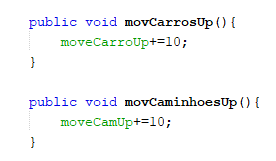 public void movCarrosUp(){
moveCarroUp+=10;
}
public void movCaminhoesUp(){
moveCamUp+=10;
}